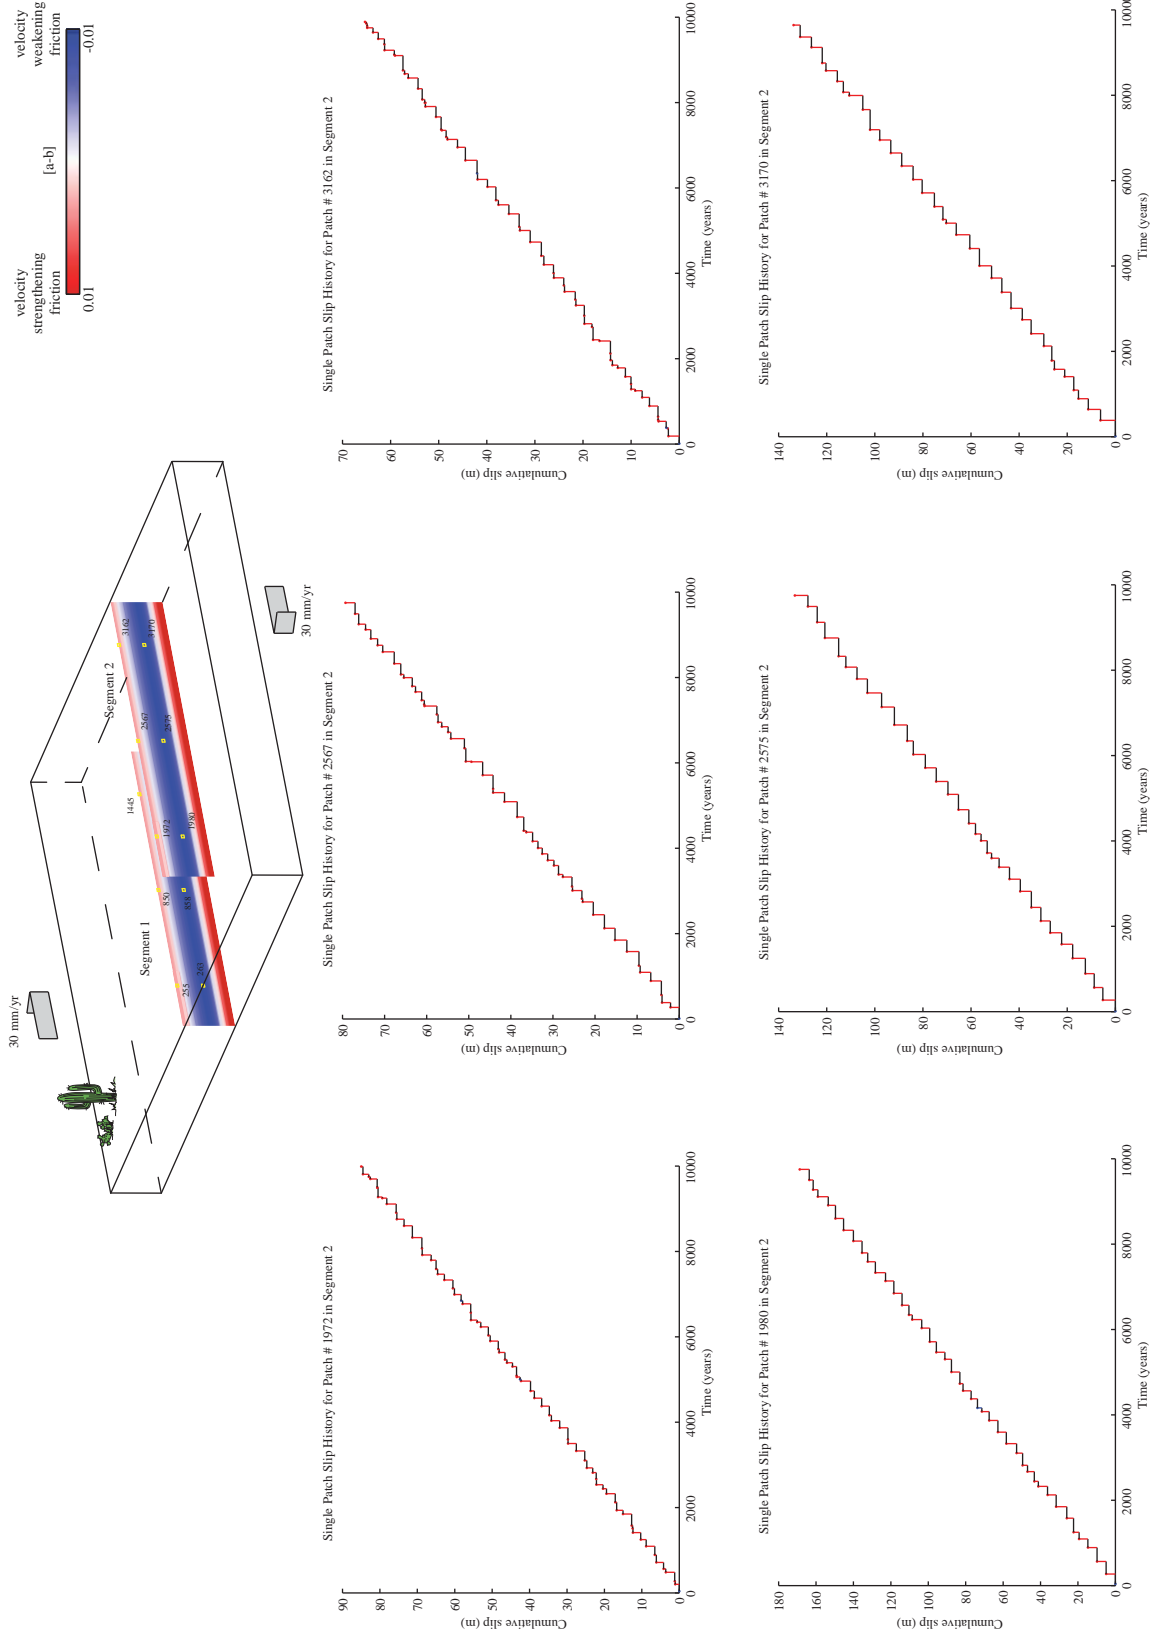 velocity strengthening friction
velocity weakening friction
[a-b]
0.01
-0.01
30 mm/yr
30 mm/yr
Segment 1
Segment 2
255
263
850
858
1445
1972
1980
2567
2575
3162
3170
Single Patch Slip History for Patch # 1972 in Segment 2
Cumulative slip (m)
90
80
70
60
50
40
30
20
10
0
0 2000 4000 6000 8000 10000
Time (years)
Single Patch Slip History for Patch # 2567 in Segment 2
Cumulative slip (m)
80
70
60
50
40
30
20
10
0
0 2000 4000 6000 8000 10000
Time (years)
Single Patch Slip History for Patch # 3162 in Segment 2
Cumulative slip (m)
70
60
50
40
30
20
10
0
0 2000 4000 6000 8000 10000
Time (years)
Single Patch Slip History for Patch # 1980 in Segment 2
Cumulative slip (m)
180
160
140
120
100
80
60
40
20
0
0 2000 4000 6000 8000 10000
Time (years)
Single Patch Slip History for Patch # 2575 in Segment 2
Cumulative slip (m)
140
120
100
80
60
40
20
0
0 2000 4000 6000 8000 10000
Time (years)
Single Patch Slip History for Patch # 3170 in Segment 2
Cumulative slip (m)
140
120
100
80
60
40
20
0
0 2000 4000 6000 8000 10000
Time (years)